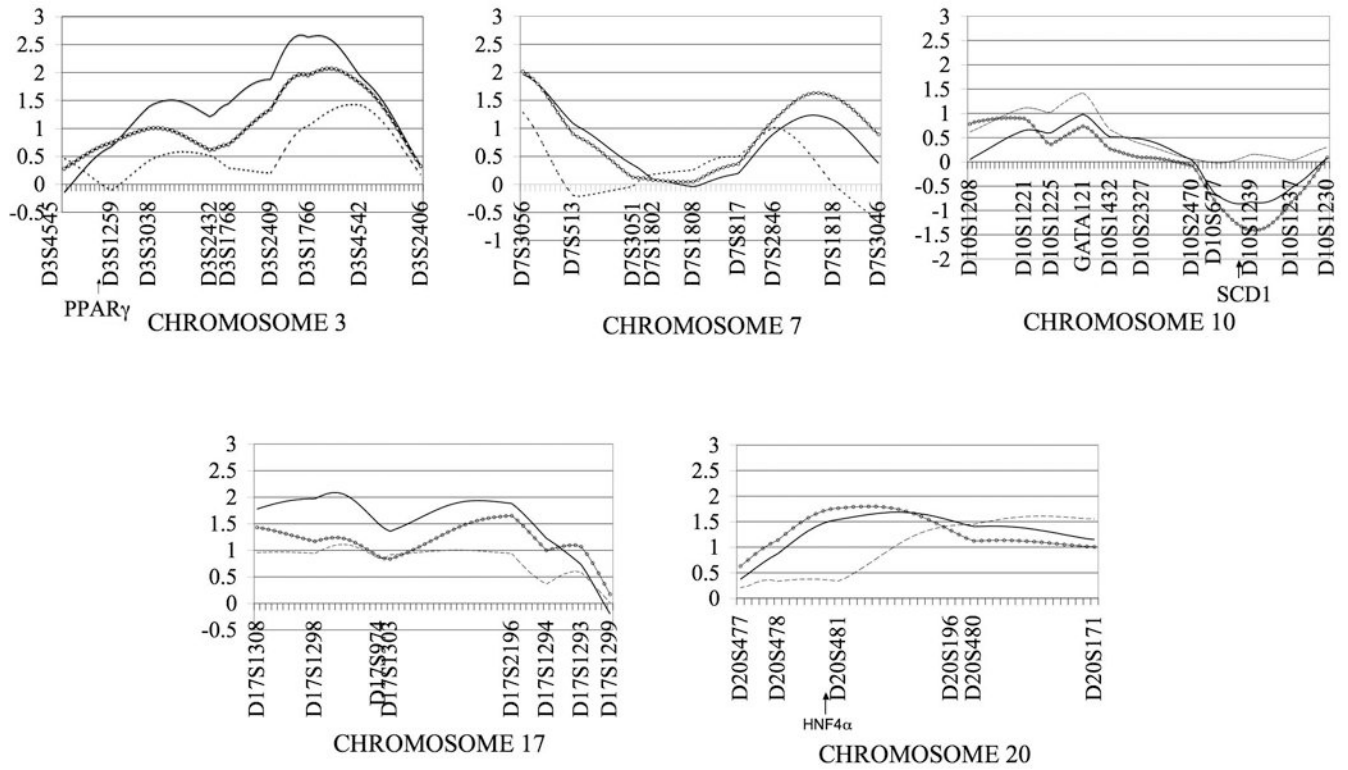 3
2.5
2
1.5
1
0.5
0
-0.5
D3S4545
D3S1259
D3S3038
D3S2432
D3S1768
D3S2409
D3S1766
D3S4542
D3S2406
PPARγ
CHROMOSOME 3
3
2.5
2
1.5
1
0.5
0
-0.5
-1
D7S3056
D7S513
D7S3051
D7S1802
D7S1808
D7S817
D7S2846
D7S1818
D7S3046
CHROMOSOME 7
3
2.5
2
1.5
1
0.5
0
-0.5
-1
-1.5
-2
D10S1208
D10S1221
D10S1225
GATA121
D10S1432
D10S2327
D10S2470
D10S677
D10S1239
D10S1237
D10S1230
SCD1
CHROMOSOME 10
3
2.5
2
1.5
1
0.5
0
-0.5
D17S1308
D17S1298
D17S974
D17S1303
D17S2196
D17S1294
D17S1293
D17S1299
CHROMOSOME 17
3
2.5
2
1.5
1
0.5
0
D20S477
D20S478
D20S481
D20S196
D20S480
D20S171
HNF4α
CHROMOSOME 20